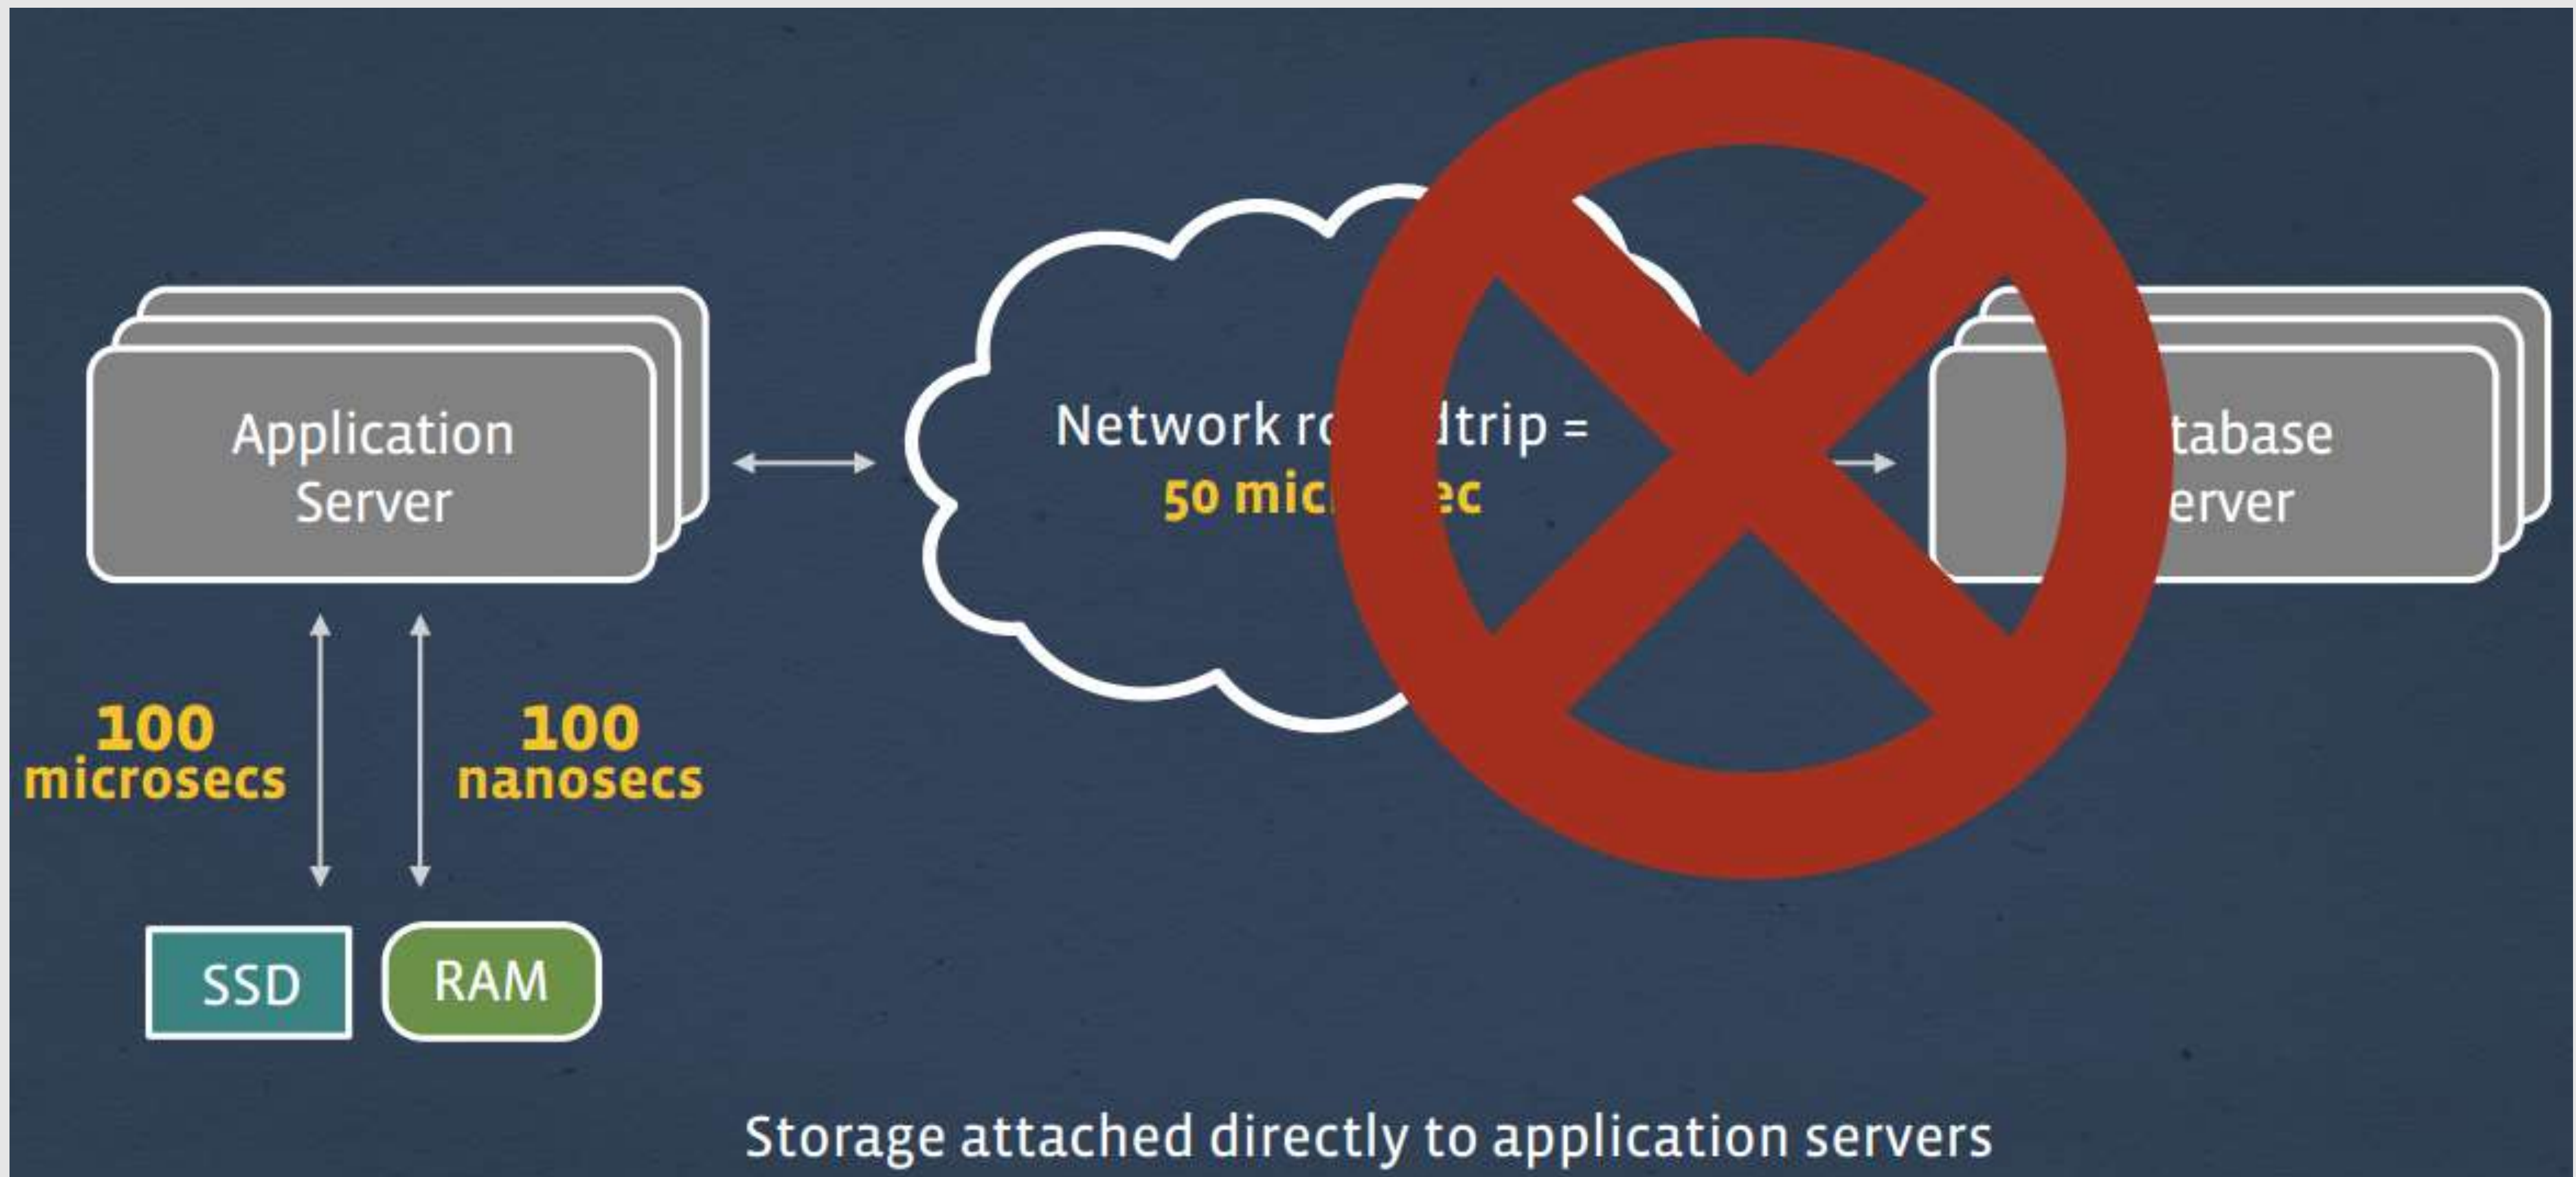 Application
Server
Network ro dtrip =
50 mic ec
tabase
erver
100
microsecs
100
nanosecs
SSD
RAM
Storage attached directly to application servers